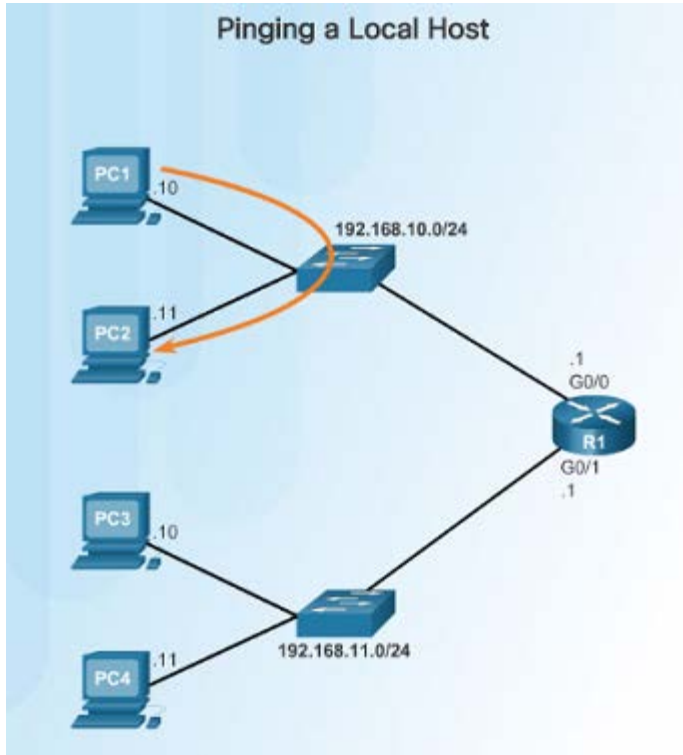 Pinging a Local Host
PC1
.10
192.168.10.0/24
.11
PC2
.1
G0/0
R1
G0/1
.1
PC3
.10
.11
192.168.11.0/24
PC4